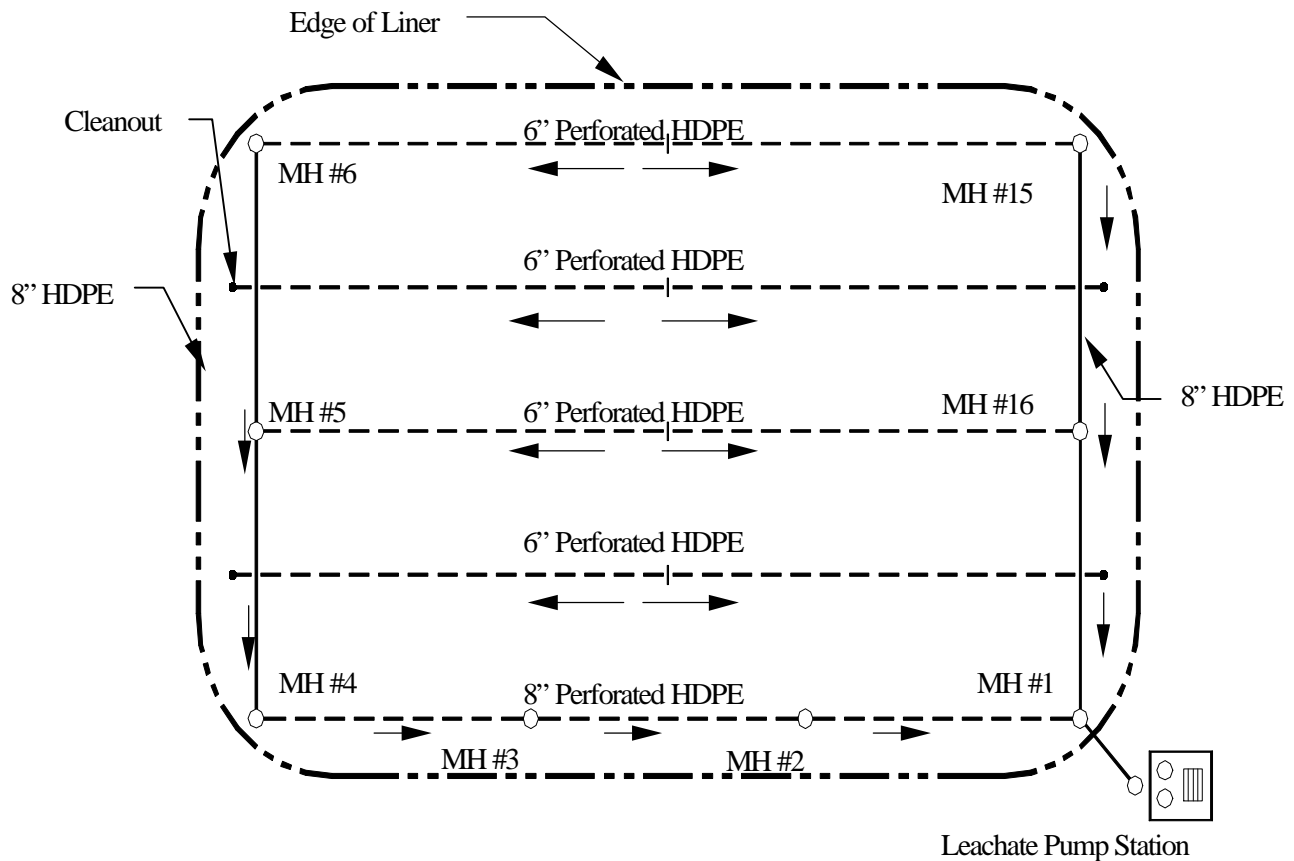 Edge of Liner
Cleanout
6” Perforated HDPE
MH #6
MH #15
6” Perforated HDPE
8” HDPE
MH #5
6” Perforated HDPE
MH #16
8” HDPE
6” Perforated HDPE
MH #4
8” Perforated HDPE
MH #1
MH #3
MH #2
Leachate Pump Station